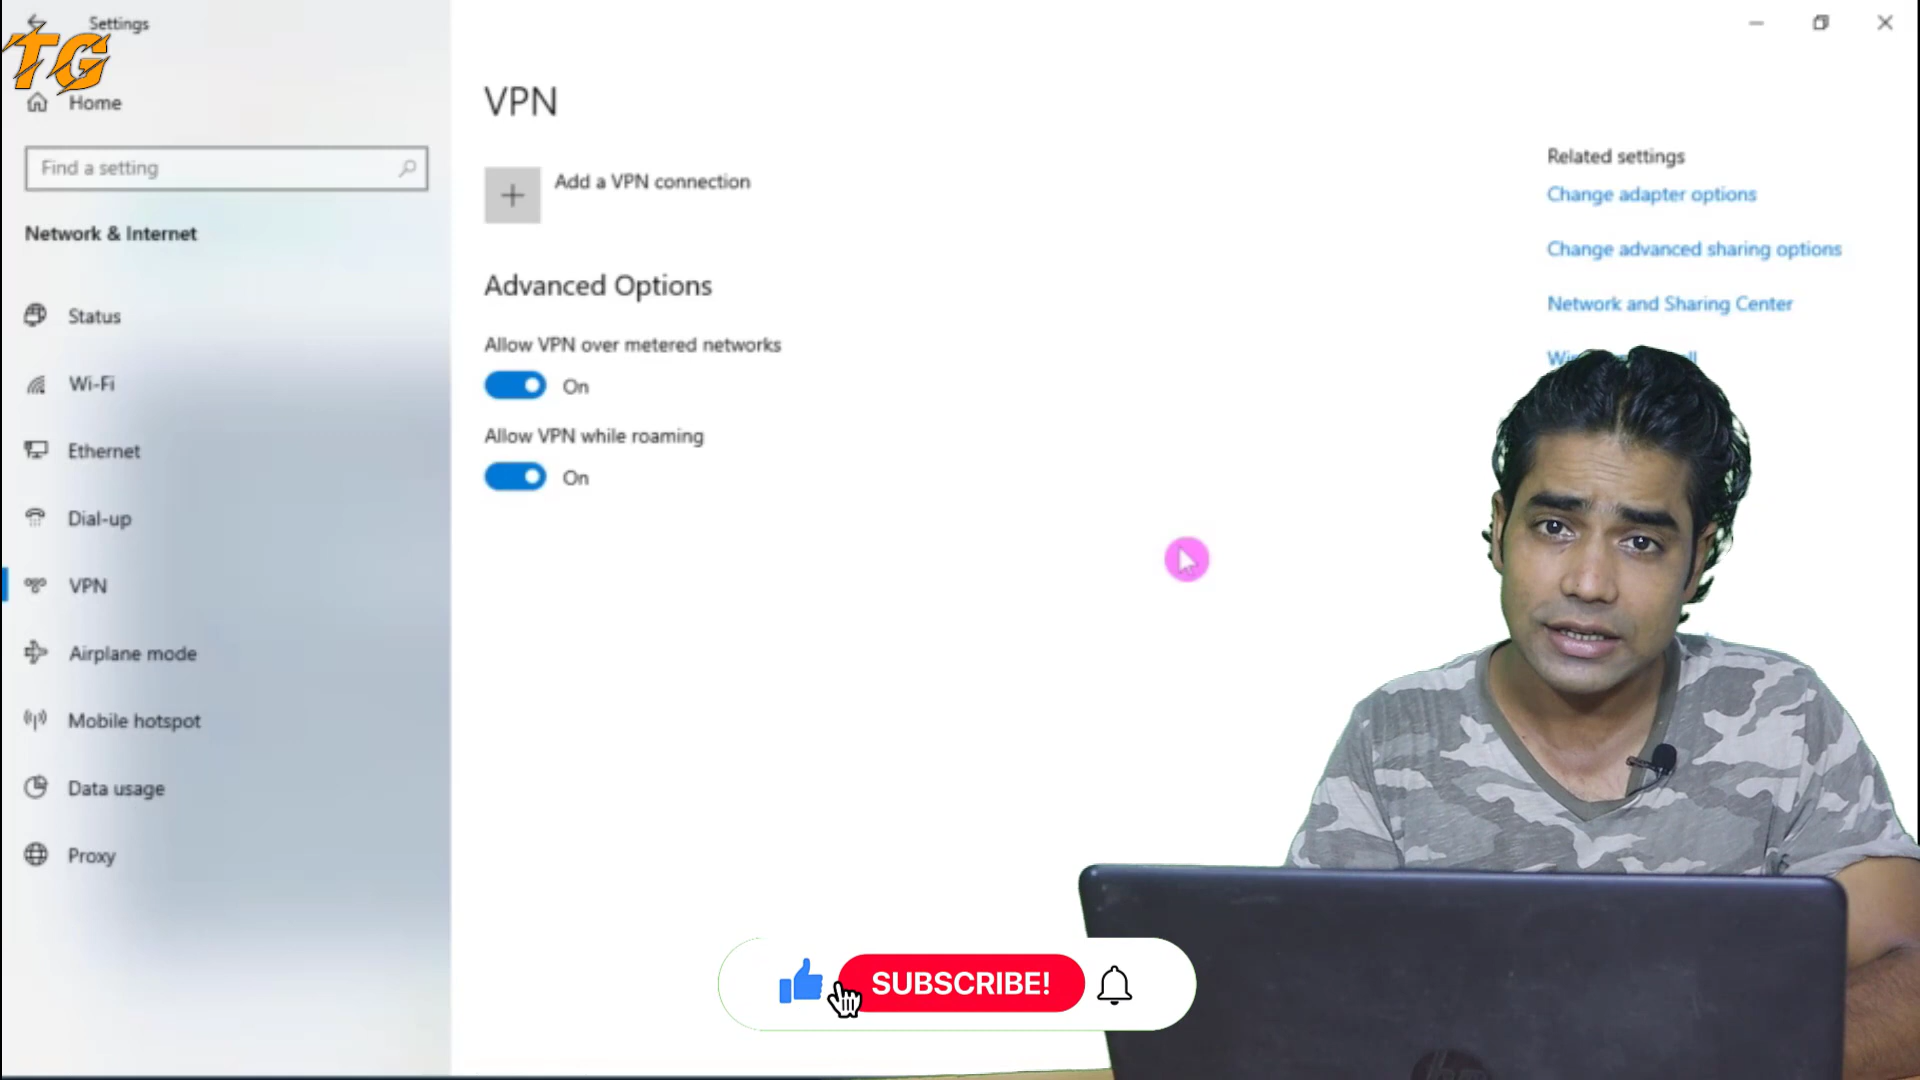 Settings
TG
Home
Find a setting
Network & Internet
Status
Wi-Fi
Ethernet
Dial-up
VPN
Airplane mode
Mobile hotspot
Data usage
Proxy
VPN
Add a VPN connection
Advanced Options
Allow VPN over metered networks
On
Allow VPN while roaming
On
Related settings
Change adapter options
Change advanced sharing options
Network and Sharing Center
SUBSCRIBE!
hp